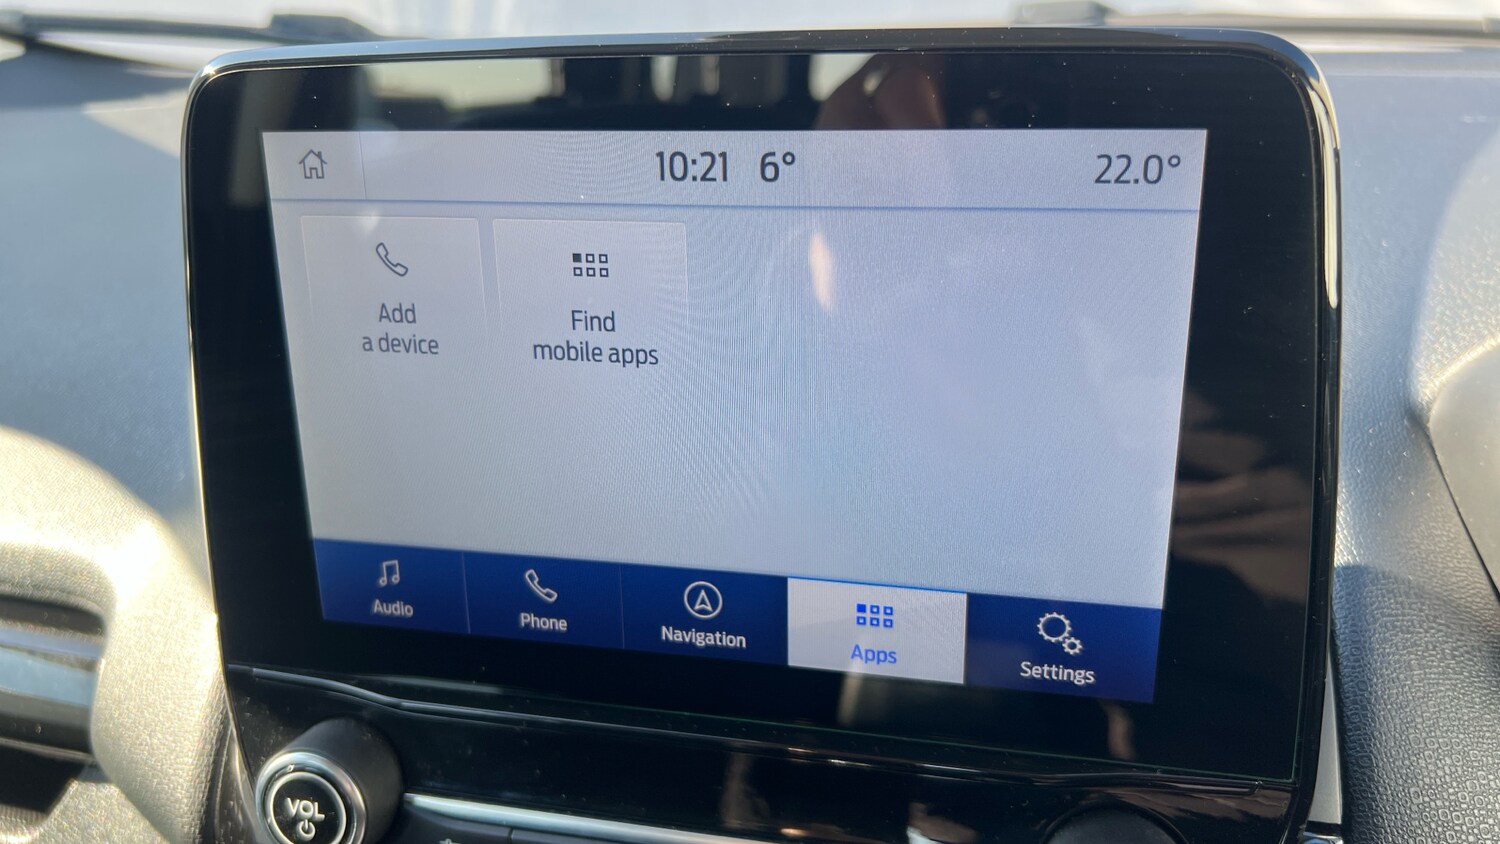 10:21 6° 22.0°
Add
a device
Find
mobile apps
Audio
Phone
Navigation
Apps
Settings
VOL